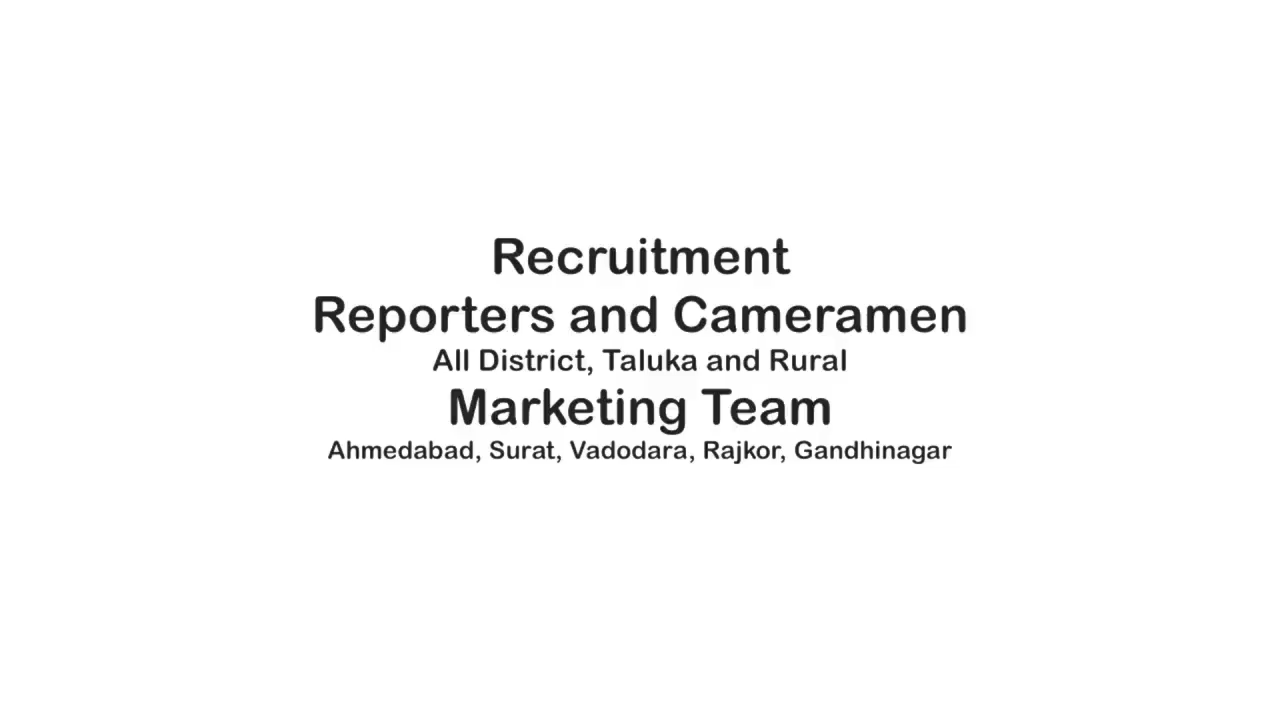 Recruitment
Reporters and Cameramen
All District, Taluka and Rural
Marketing Team
Ahmedabad, Surat, Vadodara, Rajkor, Gandhinagar